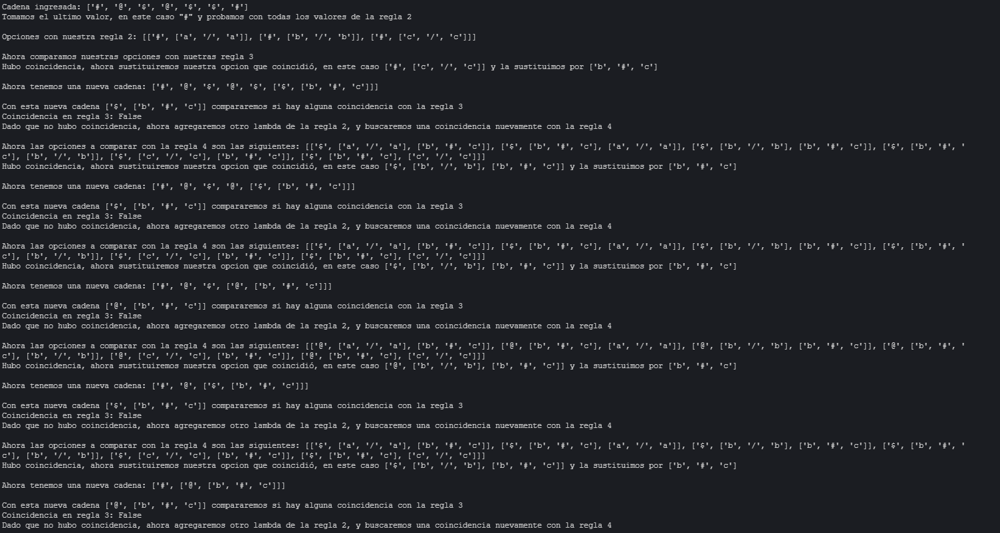 Cadena ingresada: ['#', '@', '$', '@', '$', '$', '#']
Tomamos el ultimo valor, en este caso "#" y probamos con todas los valores de la regla 2
Opciones con nuestra regla 2: [['#', ['a', '/', 'a']], ['#', ['b', '/', 'b']], ['#', ['c', '/', 'c']]]
Ahora comparamos nuestras opciones con nuetras regla 3
Hubo coincidencia, ahora sustituiremos nuestra opcion que coincidió, en este caso ['#', ['c', '/', 'c']] y la sustituimos por ['b', '#', 'c']
Ahora tenemos una nueva cadena: ['#', '@', '$', '@', '$', ['$', ['b', '#', 'c']]]
Con esta nueva cadena ['$', ['b', '#', 'c']] compararemos si hay alguna coincidencia con la regla 3
Coincidencia en regla 3: False
Dado que no hubo coincidencia, ahora agregaremos otro lambda de la regla 2, y buscaremos una coincidencia nuevamente con la regla 4
Ahora las opciones a comparar con la regla 4 son las siguientes: [['$', ['a', '/', 'a'], ['b', '#', 'c']], ['$', ['b', '#', 'c'], ['a', '/', 'a']], ['$', ['b', '/', 'b'], ['b', '#', 'c']], ['$', ['b', '#', '
c'], ['b', '/', 'b']], ['$', ['c', '/', 'c'], ['b', '#', 'c']], ['$', ['b', '#', 'c'], ['c', '/', 'c']]]
Hubo coincidencia, ahora sustituiremos nuestra opcion que coincidió, en este caso ['$', ['b', '/', 'b'], ['b', '#', 'c']] y la sustituimos por ['b', '#', 'c']
Ahora tenemos una nueva cadena: ['#', '@', '$', '@', ['$', ['b', '#', 'c']]]
Con esta nueva cadena ['$', ['b', '#', 'c']] compararemos si hay alguna coincidencia con la regla 3
Coincidencia en regla 3: False
Dado que no hubo coincidencia, ahora agregaremos otro lambda de la regla 2, y buscaremos una coincidencia nuevamente con la regla 4
Ahora las opciones a comparar con la regla 4 son las siguientes: [['$', ['a', '/', 'a'], ['b', '#', 'c']], ['$', ['b', '#', 'c'], ['a', '/', 'a']], ['$', ['b', '/', 'b'], ['b', '#', 'c']], ['$', ['b', '#', '
c'], ['b', '/', 'b']], ['$', ['c', '/', 'c'], ['b', '#', 'c']], ['$', ['b', '#', 'c'], ['c', '/', 'c']]]
Hubo coincidencia, ahora sustituiremos nuestra opcion que coincidió, en este caso ['$', ['b', '/', 'b'], ['b', '#', 'c']] y la sustituimos por ['b', '#', 'c']
Ahora tenemos una nueva cadena: ['#', '@', '$', ['@', ['b', '#', 'c']]]
Con esta nueva cadena ['@', ['b', '#', 'c']] compararemos si hay alguna coincidencia con la regla 3
Coincidencia en regla 3: False
Dado que no hubo coincidencia, ahora agregaremos otro lambda de la regla 2, y buscaremos una coincidencia nuevamente con la regla 4
Ahora las opciones a comparar con la regla 4 son las siguientes: [['@', ['a', '/', 'a'], ['b', '#', 'c']], ['@', ['b', '#', 'c'], ['a', '/', 'a']], ['@', ['b', '/', 'b'], ['b', '#', 'c']], ['@', ['b', '#', '
c'], ['b', '/', 'b']], ['@', ['c', '/', 'c'], ['b', '#', 'c']], ['@', ['b', '#', 'c'], ['c', '/', 'c']]]
Hubo coincidencia, ahora sustituiremos nuestra opcion que coincidió, en este caso ['@', ['b', '/', 'b'], ['b', '#', 'c']] y la sustituimos por ['b', '#', 'c']
Ahora tenemos una nueva cadena: ['#', '@', ['$', ['b', '#', 'c']]]
Con esta nueva cadena ['$', ['b', '#', 'c']] compararemos si hay alguna coincidencia con la regla 3
Coincidencia en regla 3: False
Dado que no hubo coincidencia, ahora agregaremos otro lambda de la regla 2, y buscaremos una coincidencia nuevamente con la regla 4
Ahora las opciones a comparar con la regla 4 son las siguientes: [['$', ['a', '/', 'a'], ['b', '#', 'c']], ['$', ['b', '#', 'c'], ['a', '/', 'a']], ['$', ['b', '/', 'b'], ['b', '#', 'c']], ['$', ['b', '#', '
c'], ['b', '/', 'b']], ['$', ['c', '/', 'c'], ['b', '#', 'c']], ['$', ['b', '#', 'c'], ['c', '/', 'c']]]
Hubo coincidencia, ahora sustituiremos nuestra opcion que coincidió, en este caso ['$', ['b', '/', 'b'], ['b', '#', 'c']] y la sustituimos por ['b', '#', 'c']
Ahora tenemos una nueva cadena: ['#', ['@', ['b', '#', 'c']]]
Con esta nueva cadena ['@', ['b', '#', 'c']] compararemos si hay alguna coincidencia con la regla 3
Coincidencia en regla 3: False
Dado que no hubo coincidencia, ahora agregaremos otro lambda de la regla 2, y buscaremos una coincidencia nuevamente con la regla 4